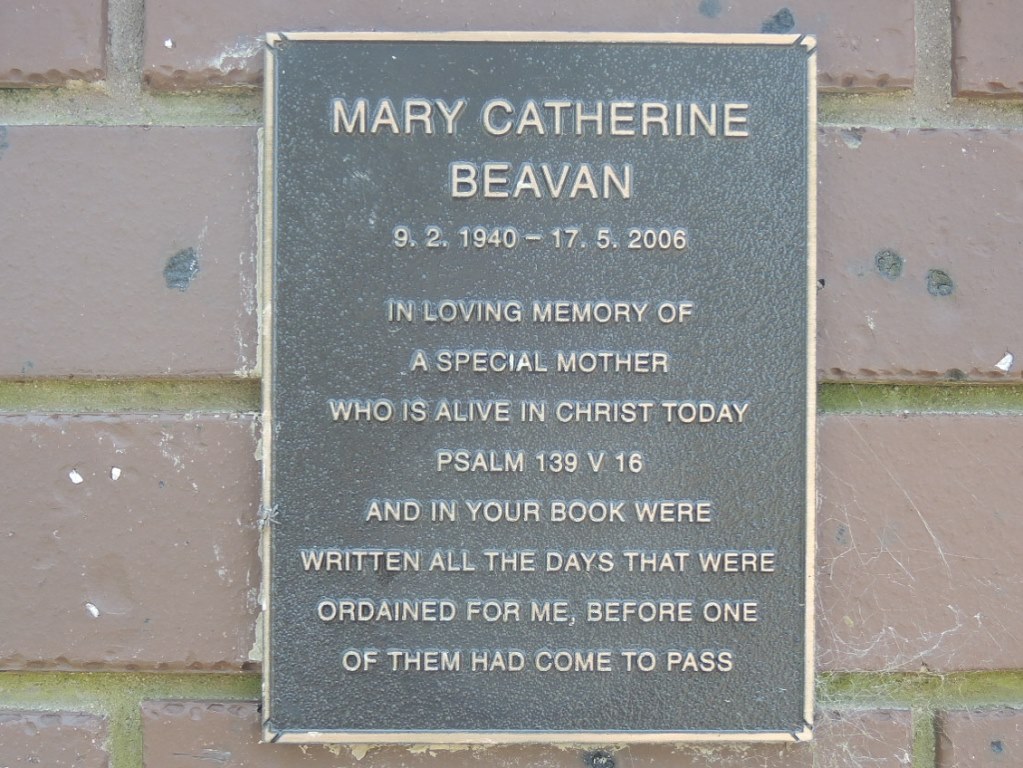 MARY CATHERINE
BEAVAN
9. 2. 1940 – 17. 5. 2006
IN LOVING MEMORY OF
A SPECIAL MOTHER
WHO IS ALIVE IN CHRIST TODAY
PSALM 139 V 16
AND IN YOUR BOOK WERE
WRITTEN ALL THE DAYS THAT WERE
ORDAINED FOR ME, BEFORE ONE
OF THEM HAD COME TO PASS